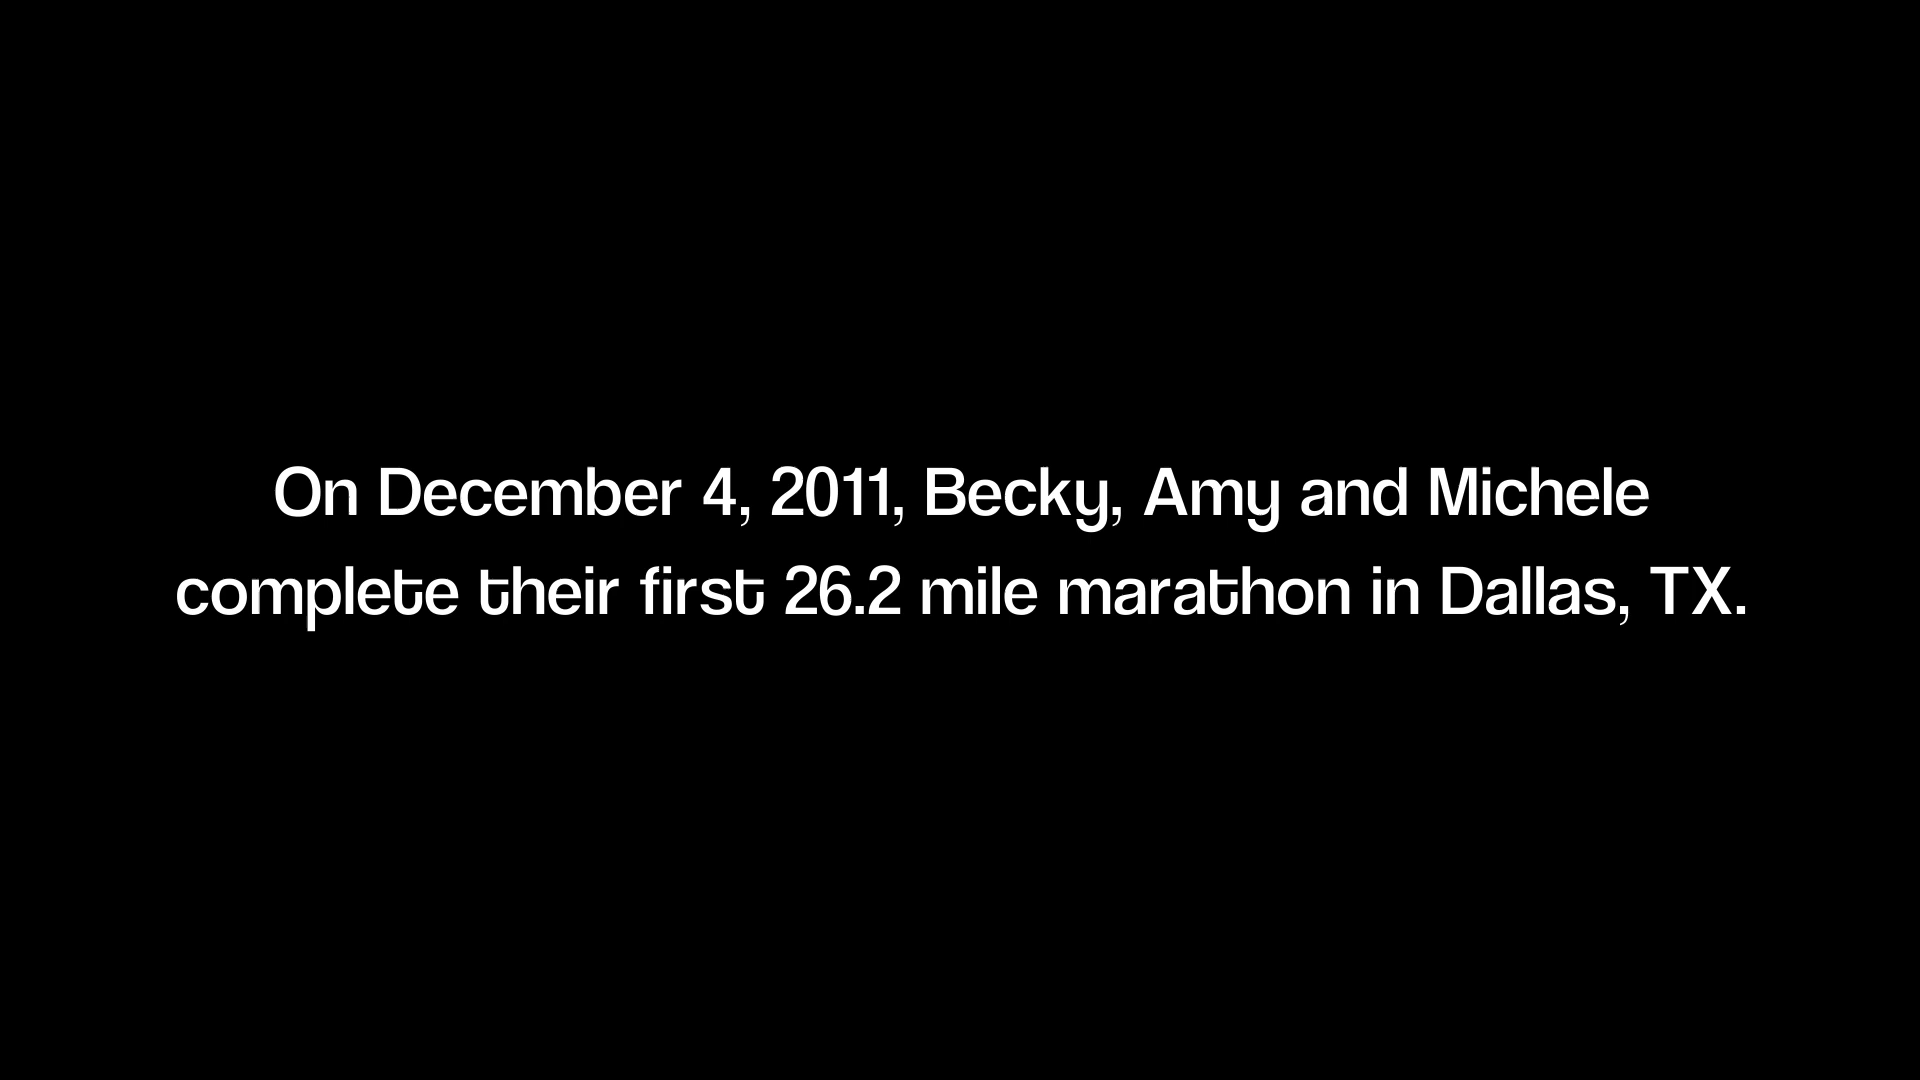 On December 4, 2011, Becky, Amy and Michele
complete their first 26.2 mile marathon in Dallas, TX.